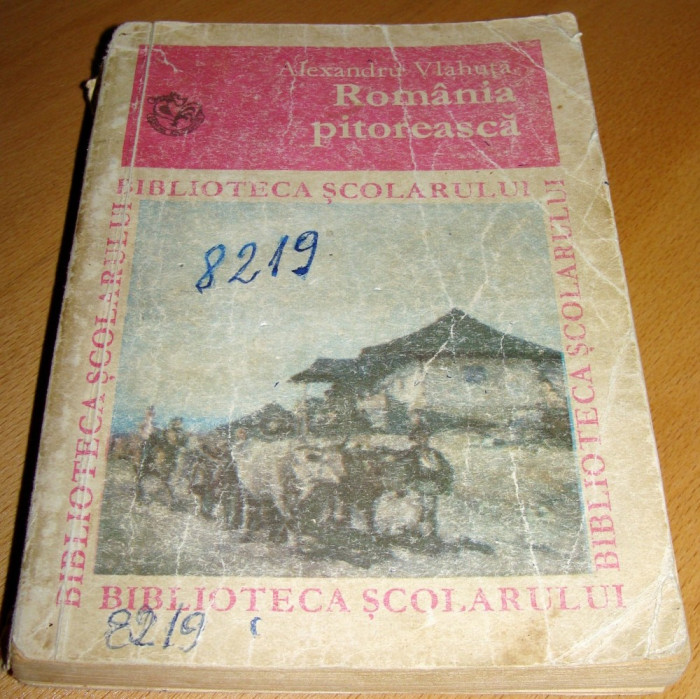 Alexandru Vlahuță
România
pitorească
BIBLIOTECA ȘCOLARULUI
BIBLIOTECA ȘCOLARULUI
BIBLIOTECA ȘCOLARULUI
8219
BIBLIOTECA ȘCOLARULUI
8219